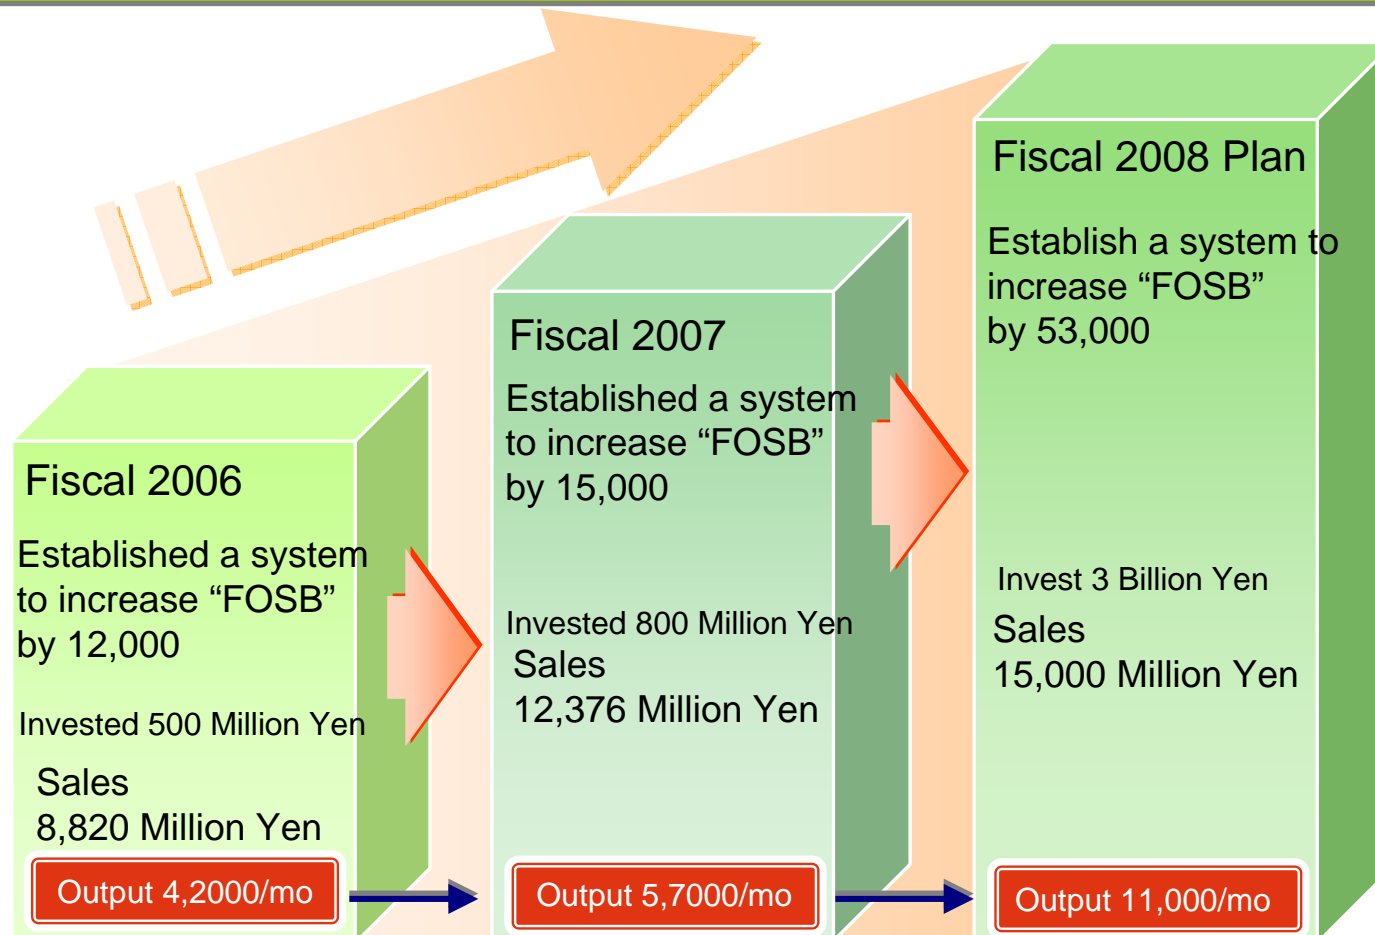 Fiscal 2006
Established a system
to increase “FOSB”
by 12,000
Invested 500 Million Yen
Sales
8,820 Million Yen
Output 4,2000/mo
Fiscal 2007
Established a system
to increase “FOSB”
by 15,000
Invested 800 Million Yen
Sales
12,376 Million Yen
Output 5,7000/mo
Fiscal 2008 Plan
Establish a system to
increase “FOSB”
by 53,000
Invest 3 Billion Yen
Sales
15,000 Million Yen
Output 11,000/mo